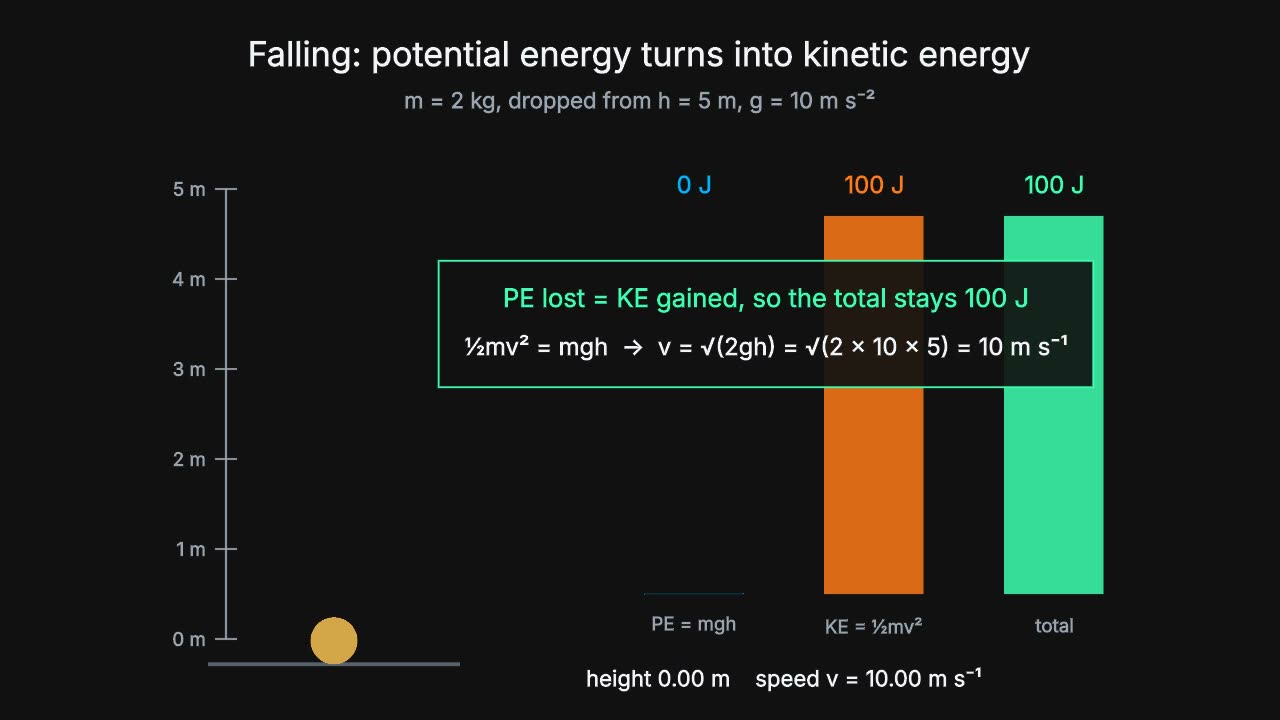 Falling: potential energy turns into kinetic energy
m = 2 kg, dropped from h = 5 m, g = 10 m s⁻²
5 m
4 m
3 m
2 m
1 m
0 m
0 J
100 J
100 J
PE lost = KE gained, so the total stays 100 J
½mv² = mgh → v = √(2gh) = √(2 × 10 × 5) = 10 m s⁻¹
PE = mgh
KE = ½mv²
total
height 0.00 m speed v = 10.00 m s⁻¹